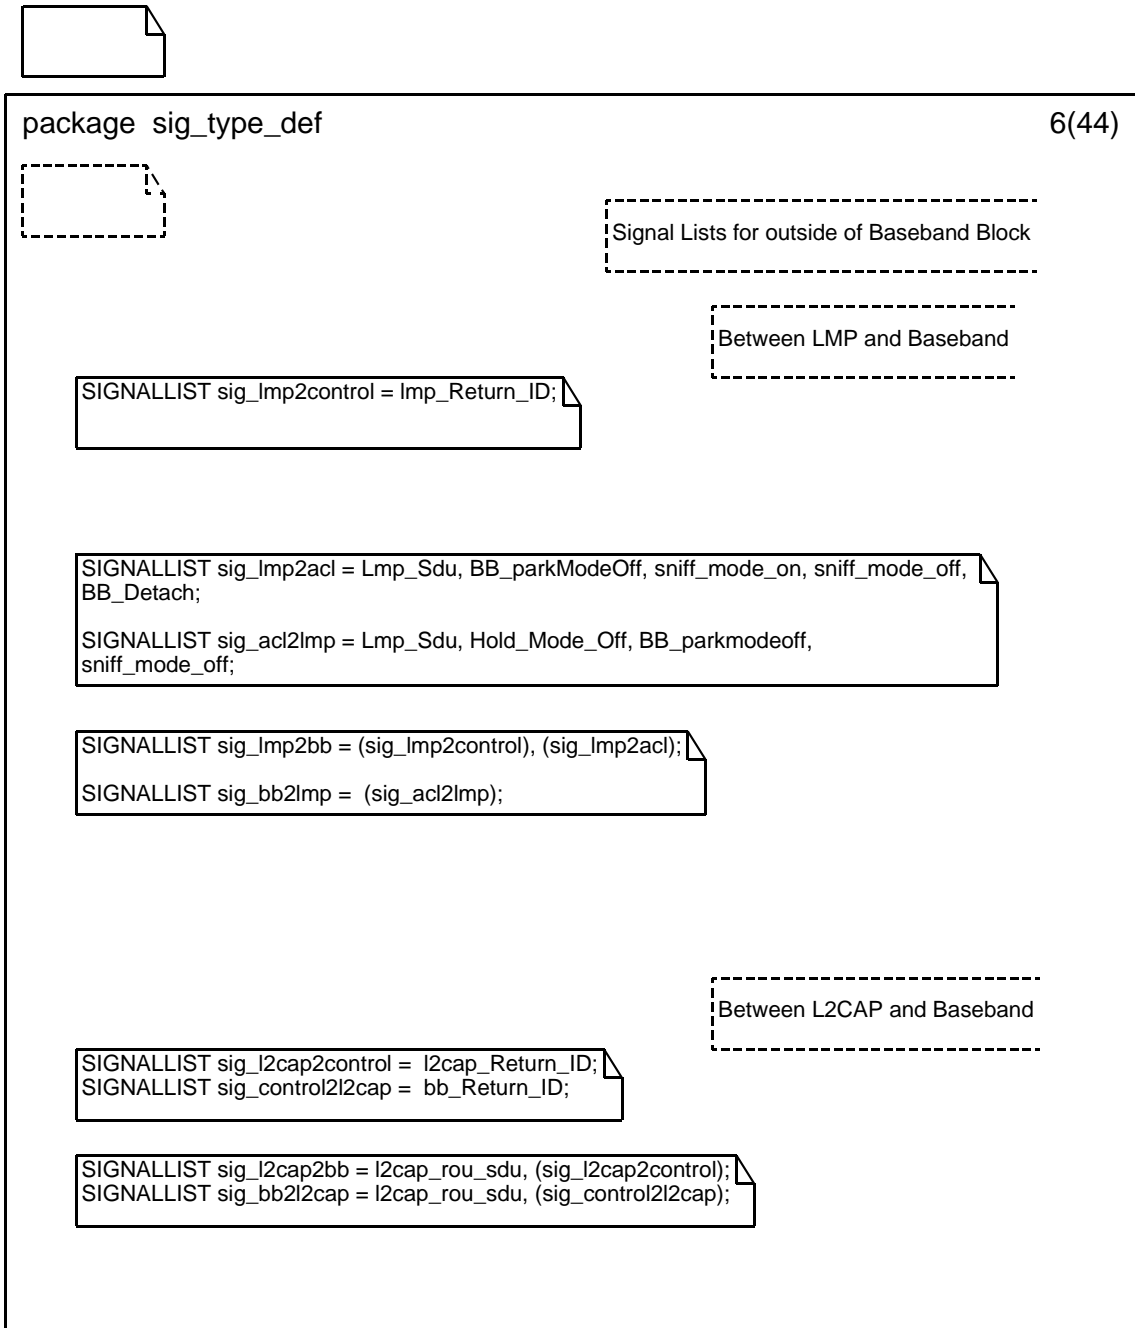 package sig_type_def 6(44)
Signal Lists for outside of Baseband Block
Between LMP and Baseband
SIGNALLIST sig_lmp2control = lmp_Return_ID;
SIGNALLIST sig_lmp2acl = Lmp_Sdu, BB_parkModeOff, sniff_mode_on, sniff_mode_off,
BB_Detach;
SIGNALLIST sig_acl2lmp = Lmp_Sdu, Hold_Mode_Off, BB_parkmodeoff,
sniff_mode_off;
SIGNALLIST sig_lmp2bb = (sig_lmp2control), (sig_lmp2acl);
SIGNALLIST sig_bb2lmp = (sig_acl2lmp);
Between L2CAP and Baseband
SIGNALLIST sig_l2cap2control = l2cap_Return_ID;
SIGNALLIST sig_control2l2cap = bb_Return_ID;
SIGNALLIST sig_l2cap2bb = l2cap_rou_sdu, (sig_l2cap2control);
SIGNALLIST sig_bb2l2cap = l2cap_rou_sdu, (sig_control2l2cap);